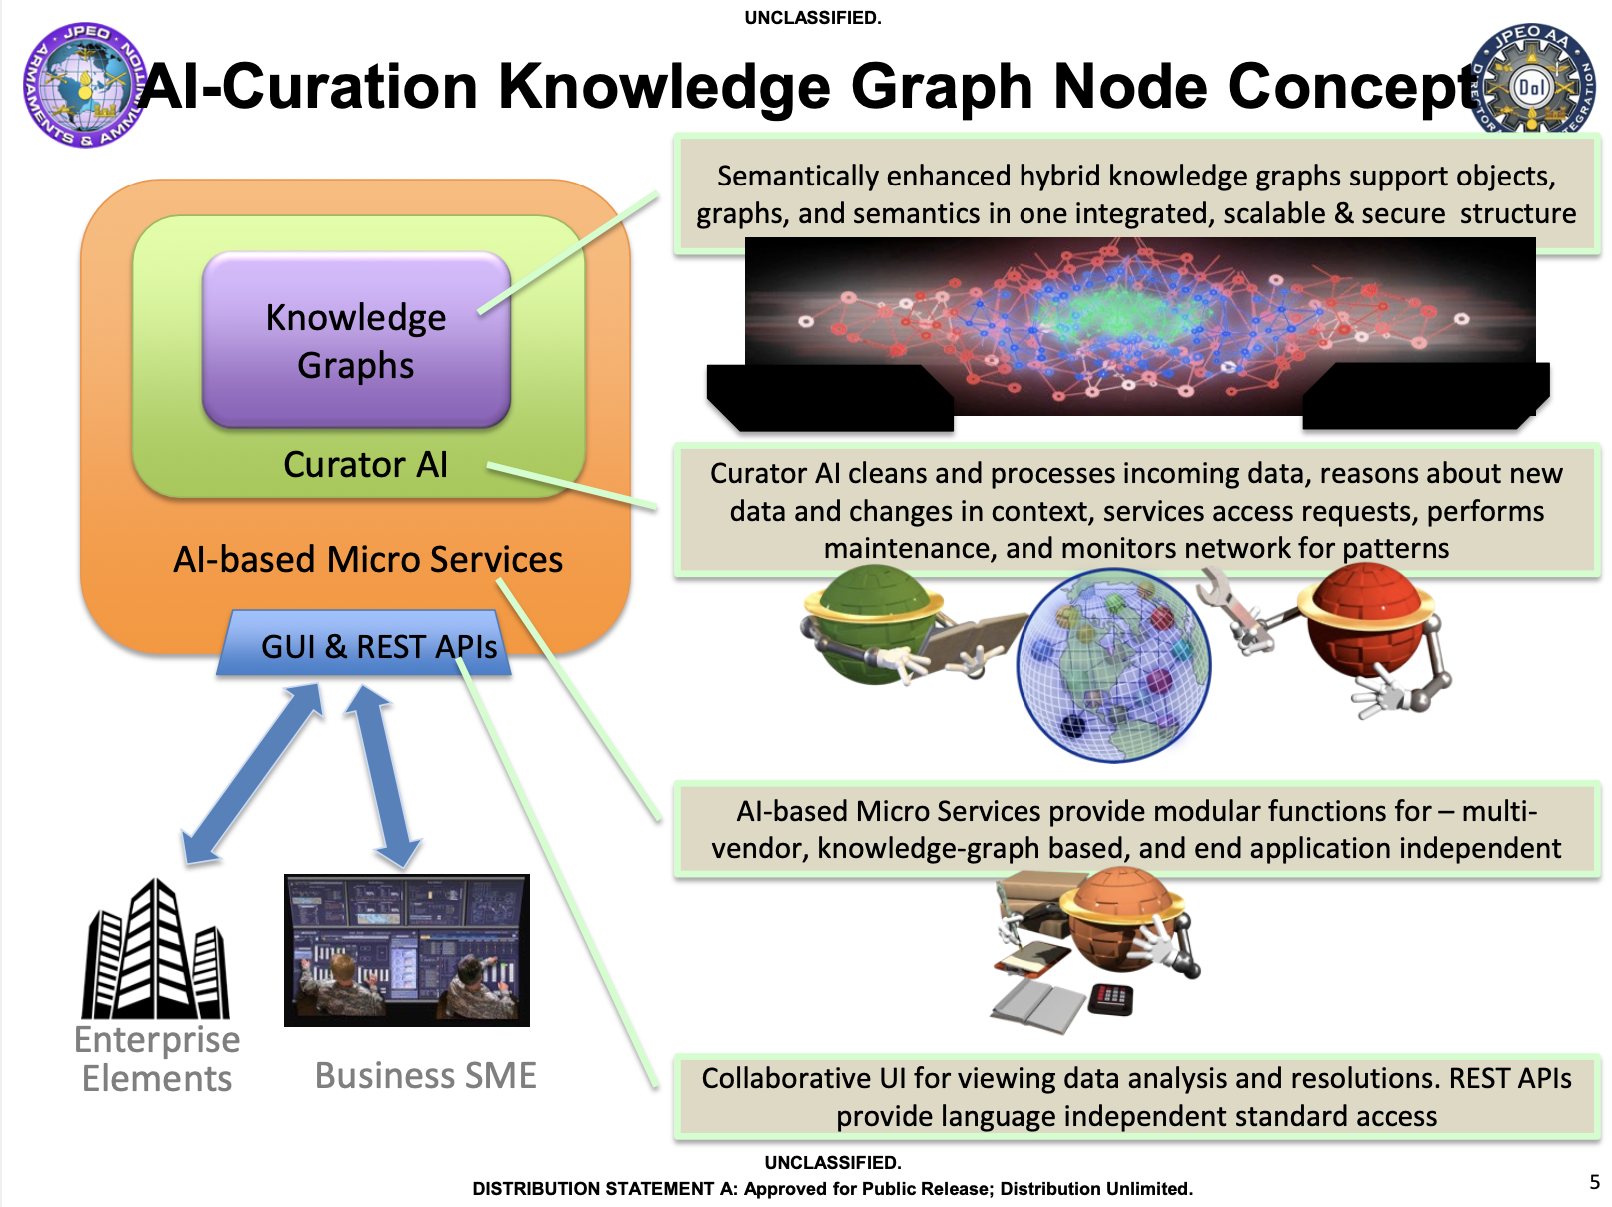 UNCLASSIFIED.
JPEO
ARMAMENTS & AMMUNITION
AI-Curation Knowledge Graph Node Concept
JPEO AA
DoI
Semantically enhanced hybrid knowledge graphs support objects,
graphs, and semantics in one integrated, scalable & secure structure
Knowledge
Graphs
Curator AI
AI-based Micro Services
GUI & REST APIs
Curator AI cleans and processes incoming data, reasons about new
data and changes in context, services access requests, performs
maintenance, and monitors network for patterns
AI-based Micro Services provide modular functions for – multi-
vendor, knowledge-graph based, and end application independent
Enterprise
Elements
Business SME
Collaborative UI for viewing data analysis and resolutions. REST APIs
provide language independent standard access
UNCLASSIFIED.
DISTRIBUTION STATEMENT A: Approved for Public Release; Distribution Unlimited.
5